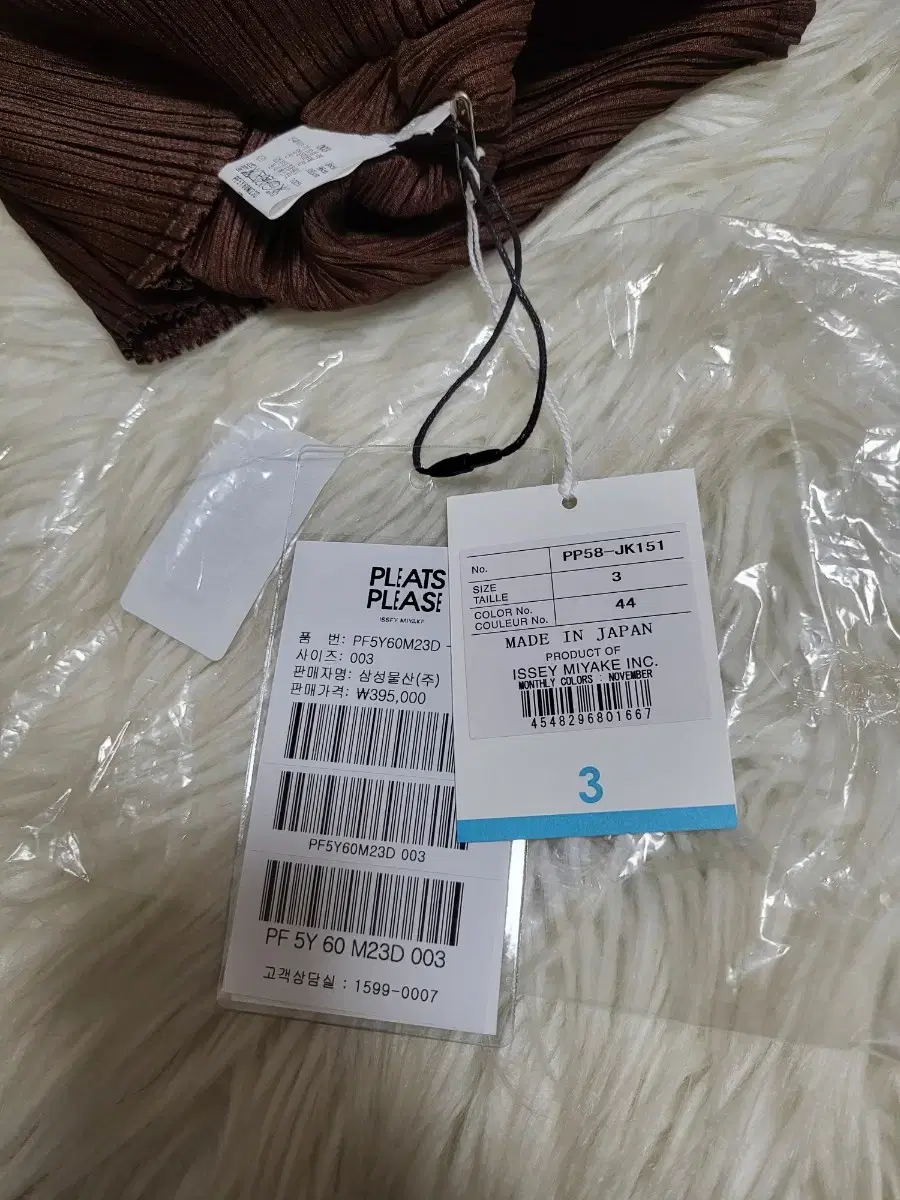 PLEATS
PLEASE
ISSEY MIYAKE
품 번: PF5Y60M23D -
사이즈: 003
판매자명: 삼성물산(주)
판매가격: ₩395,000
PF5Y60M23D 003
PF 5Y 60 M23D 003
고객상담실 : 1599-0007
No. PP58-JK151
SIZE
TAILLE 3
COLOR No.
COULEUR No. 44
MADE IN JAPAN
PRODUCT OF
ISSEY MIYAKE INC.
MONTHLY COLORS : NOVEMBER
4548296801667
3